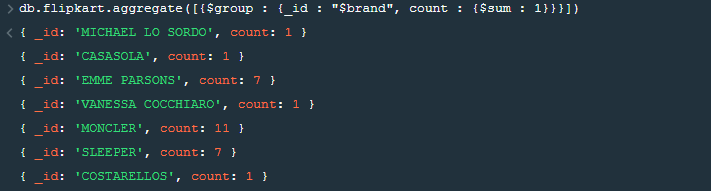 > db.flipkart.aggregate([{$group : {_id : "$brand", count : {$sum : 1}}}])
< { _id: 'MICHAEL LO SORDO', count: 1 }
{ _id: 'CASASOLA', count: 1 }
{ _id: 'EMME PARSONS', count: 7 }
{ _id: 'VANESSA COCCHIARO', count: 1 }
{ _id: 'MONCLER', count: 11 }
{ _id: 'SLEEPER', count: 7 }
{ _id: 'COSTARELLOS', count: 1 }